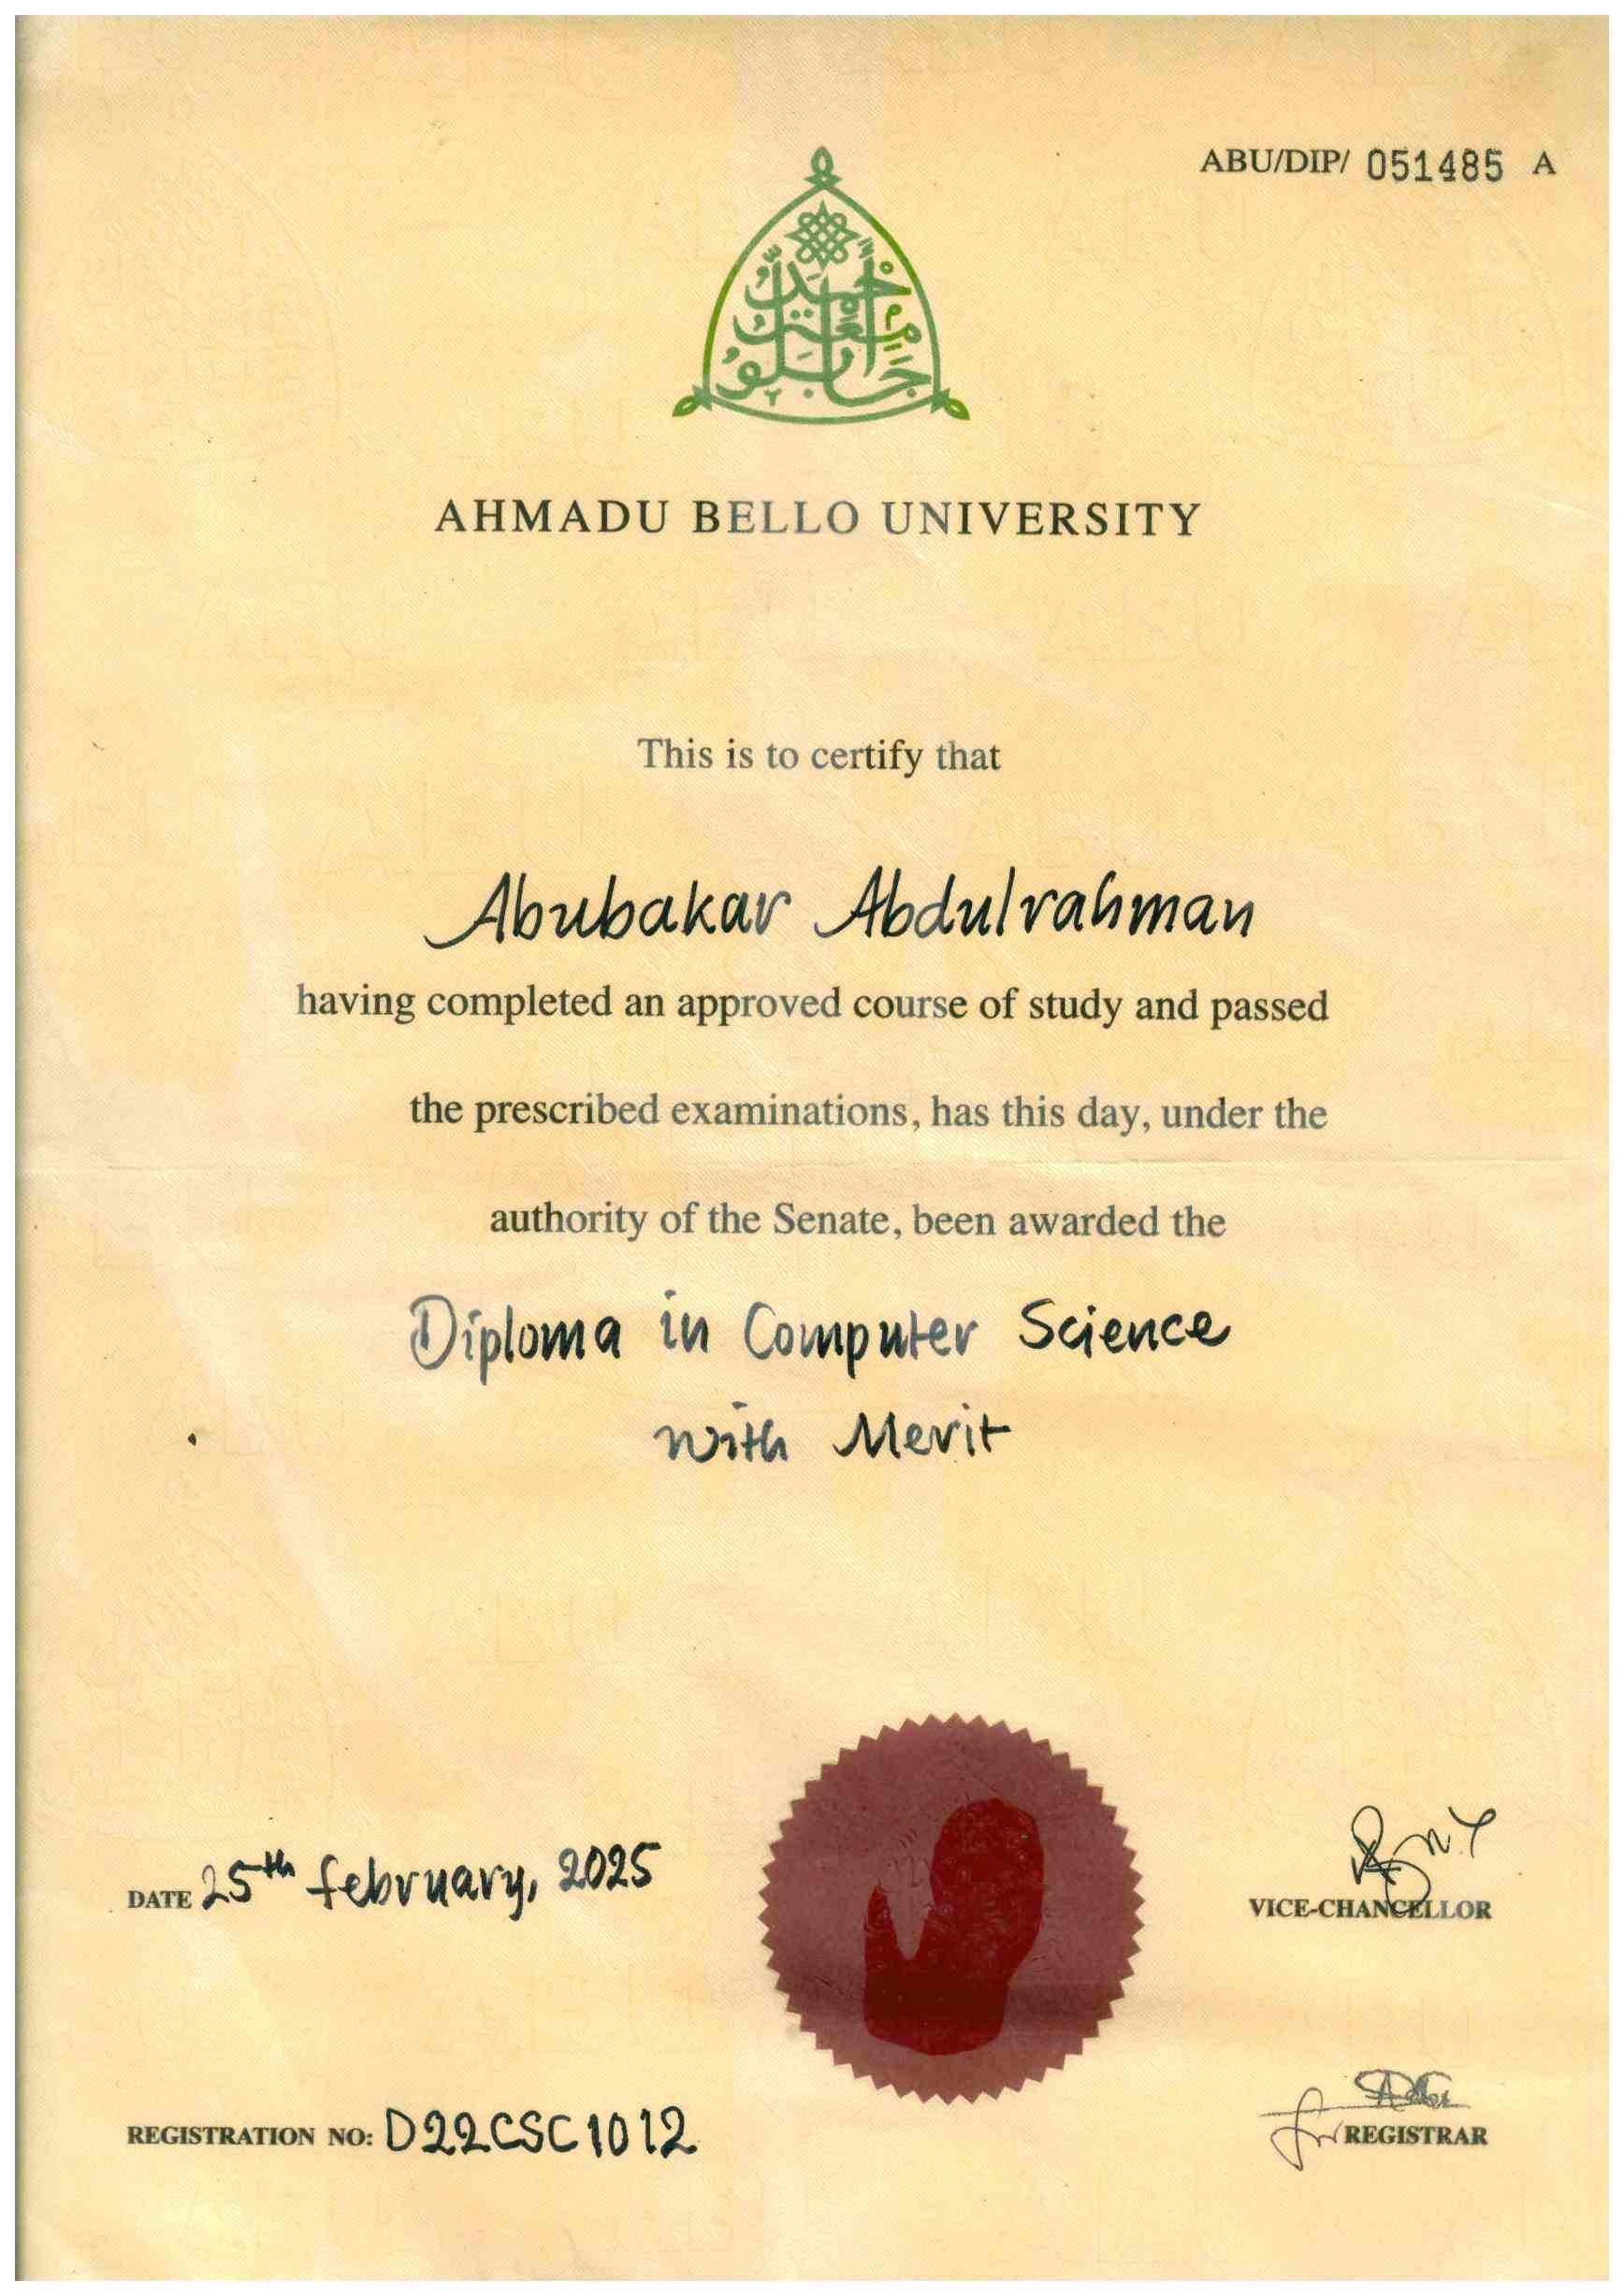 ABU/DIP/ 051485 A
AHMADU BELLO UNIVERSITY
This is to certify that
Abubakar Abdulrahman
having completed an approved course of study and passed
the prescribed examinations, has this day, under the
authority of the Senate, been awarded the
Diploma in Computer Science
with Merit
DATE 25th february, 2025
VICE-CHANCELLOR
REGISTRATION NO: D22CSC1012
for REGISTRAR